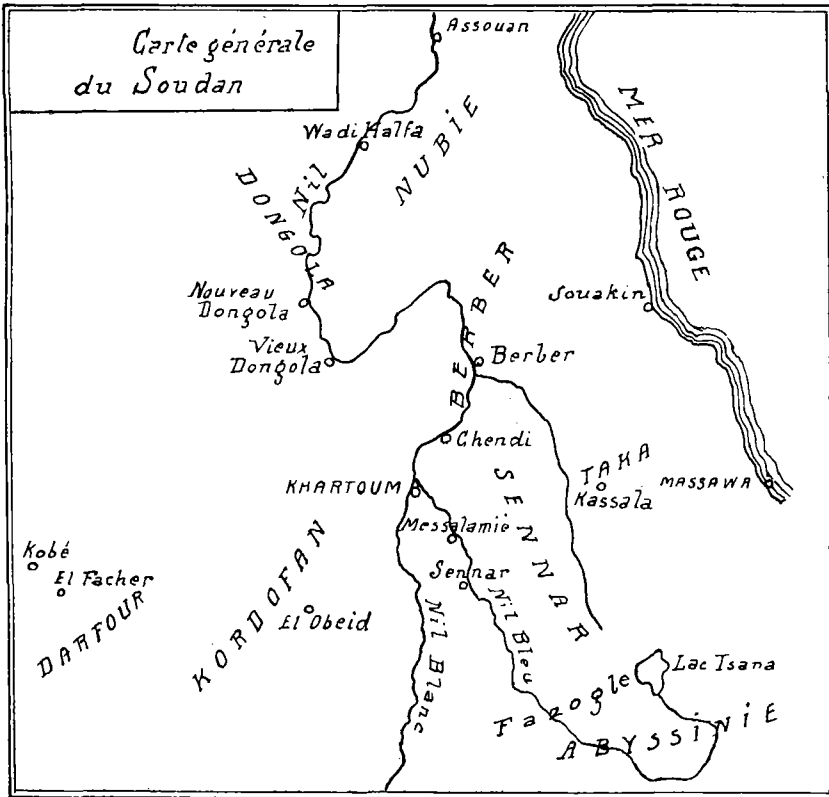 Carte générale
du Soudan
Assouan
Wadi Halfa
NUBIE
MER ROUGE
Nil
DONGOLA
Nouveau
Dongola
Vieux
Dongola
BERBER
Souakin
Berber
Chendi
SENNAR
TAKA
Kassala
MASSAWA
KHARTOUM
Messalamié
Sennar
Kobé
El Facher
DARFOUR
KORDOFAN
El Obeid
Nil Blanc
Nil Bleu
Lac Tsana
Fazogle
ABYSSINIE